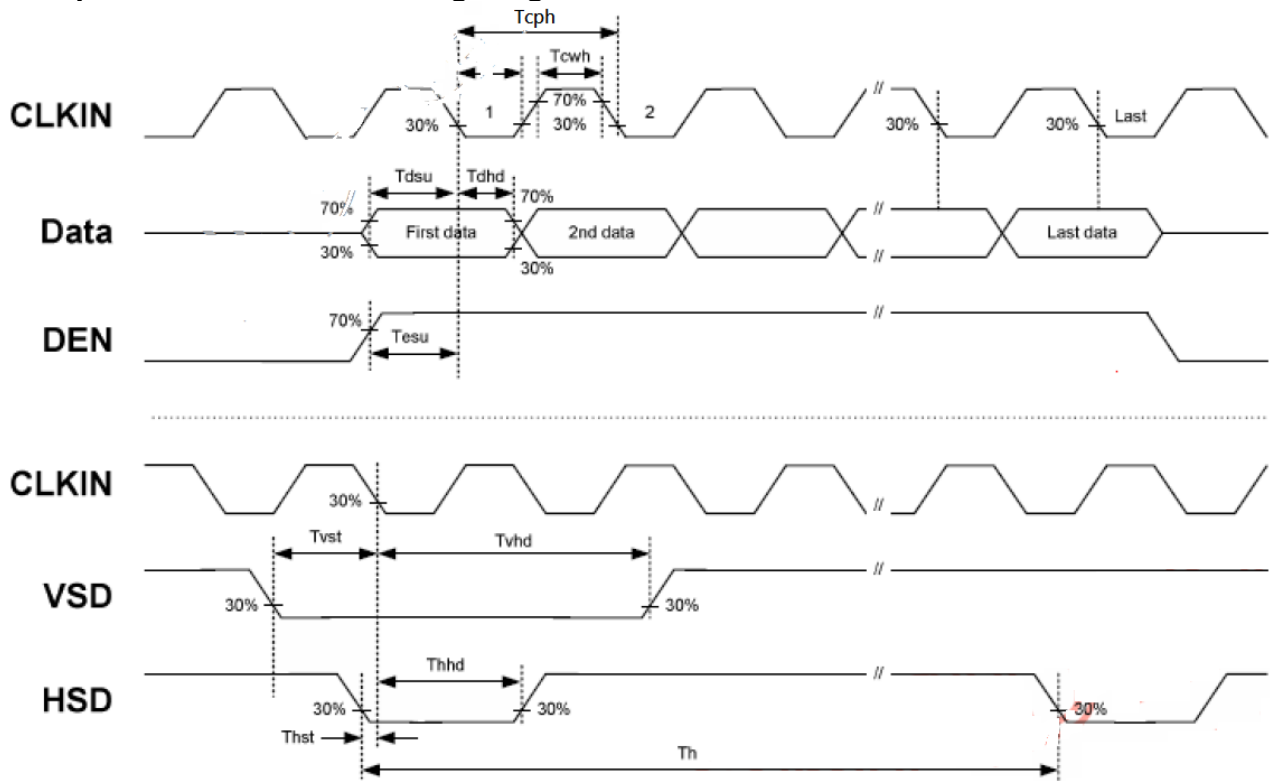 Tcph
Tcwh
CLKIN
70%
30%
1
30%
2
//
30%
30%
Last
Tdsu
Tdhd
70%
70%
//
Data
First data
2nd data
Last data
30%
30%
//
70%
//
DEN
Tesu
CLKIN
30%
//
Tvst
Tvhd
//
VSD
30%
30%
Thhd
//
HSD
30%
30%
30%
Thst
Th